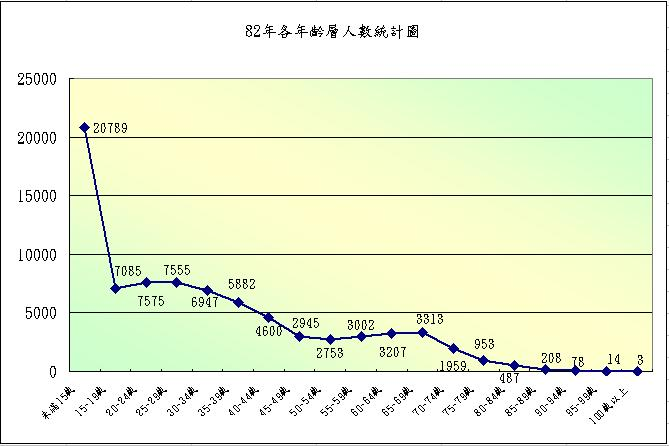 82年各年齡層人數統計圖
25000
20000
15000
10000
5000
0
20789
7085
7575
7555
6947
5882
4600
2945
2753
3002
3207
3313
1959
953
487
208
78
14
3
未滿15歲
15-19歲
20-24歲
25-29歲
30-34歲
35-39歲
40-44歲
45-49歲
50-54歲
55-59歲
60-64歲
65-69歲
70-74歲
75-79歲
80-84歲
85-89歲
90-94歲
95-99歲
100歲以上